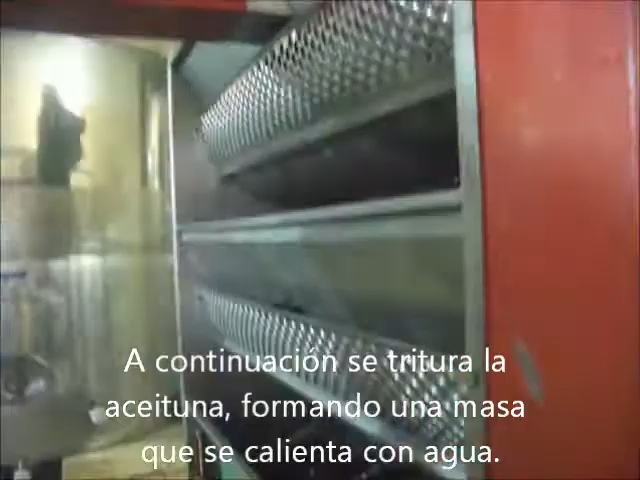 A continuación se tritura la
aceituna, formando una masa
que se calienta con agua.